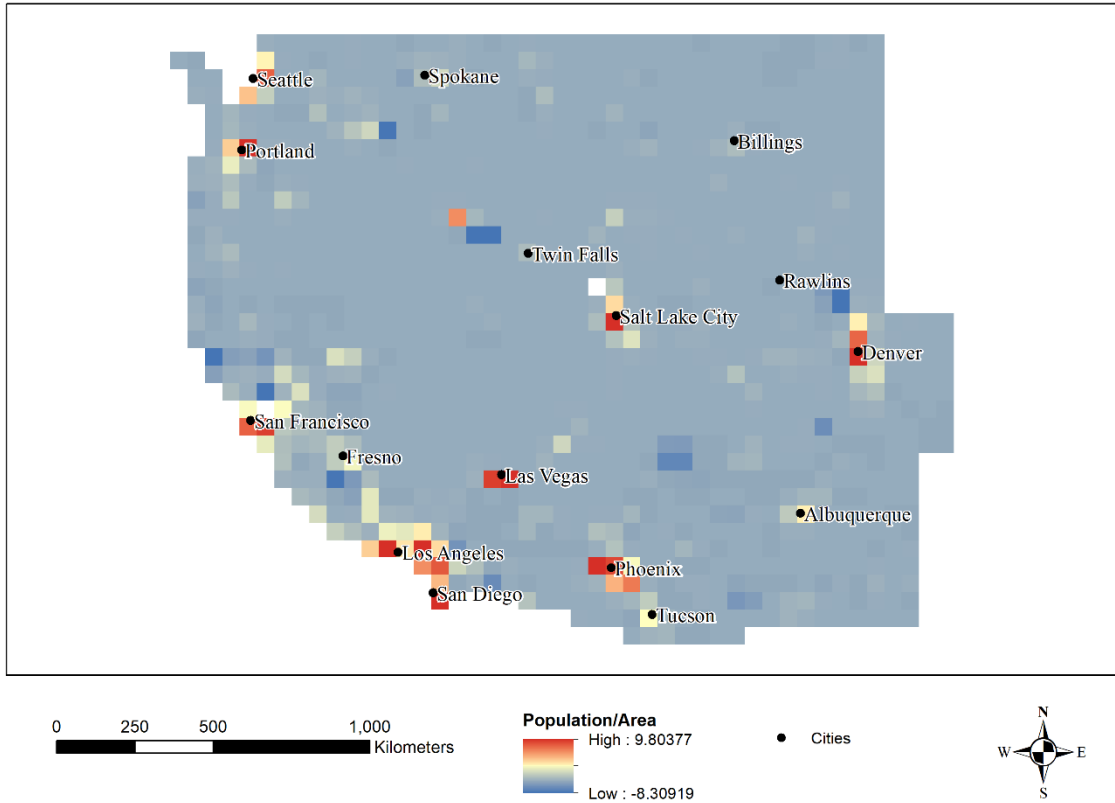 Seattle
Spokane
Billings
Portland
Twin Falls
Rawlins
Salt Lake City
Denver
San Francisco
Fresno
Las Vegas
Albuquerque
Los Angeles
Phoenix
San Diego
Tucson
0 250 500 1,000
Kilometers
Population/Area
High : 9.80377
Low : -8.30919
Cities
N
W E
S